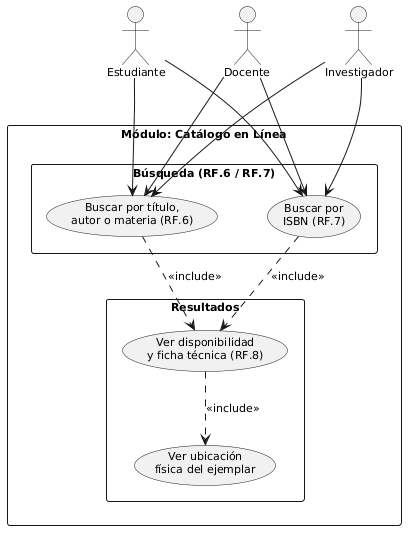 Estudiante
Docente
Investigador
Módulo: Catálogo en Línea
Búsqueda (RF.6 / RF.7)
Buscar por título,
autor o materia (RF.6)
Buscar por
ISBN (RF.7)
«include»
«include»
Resultados
Ver disponibilidad
y ficha técnica (RF.8)
«include»
Ver ubicación
física del ejemplar